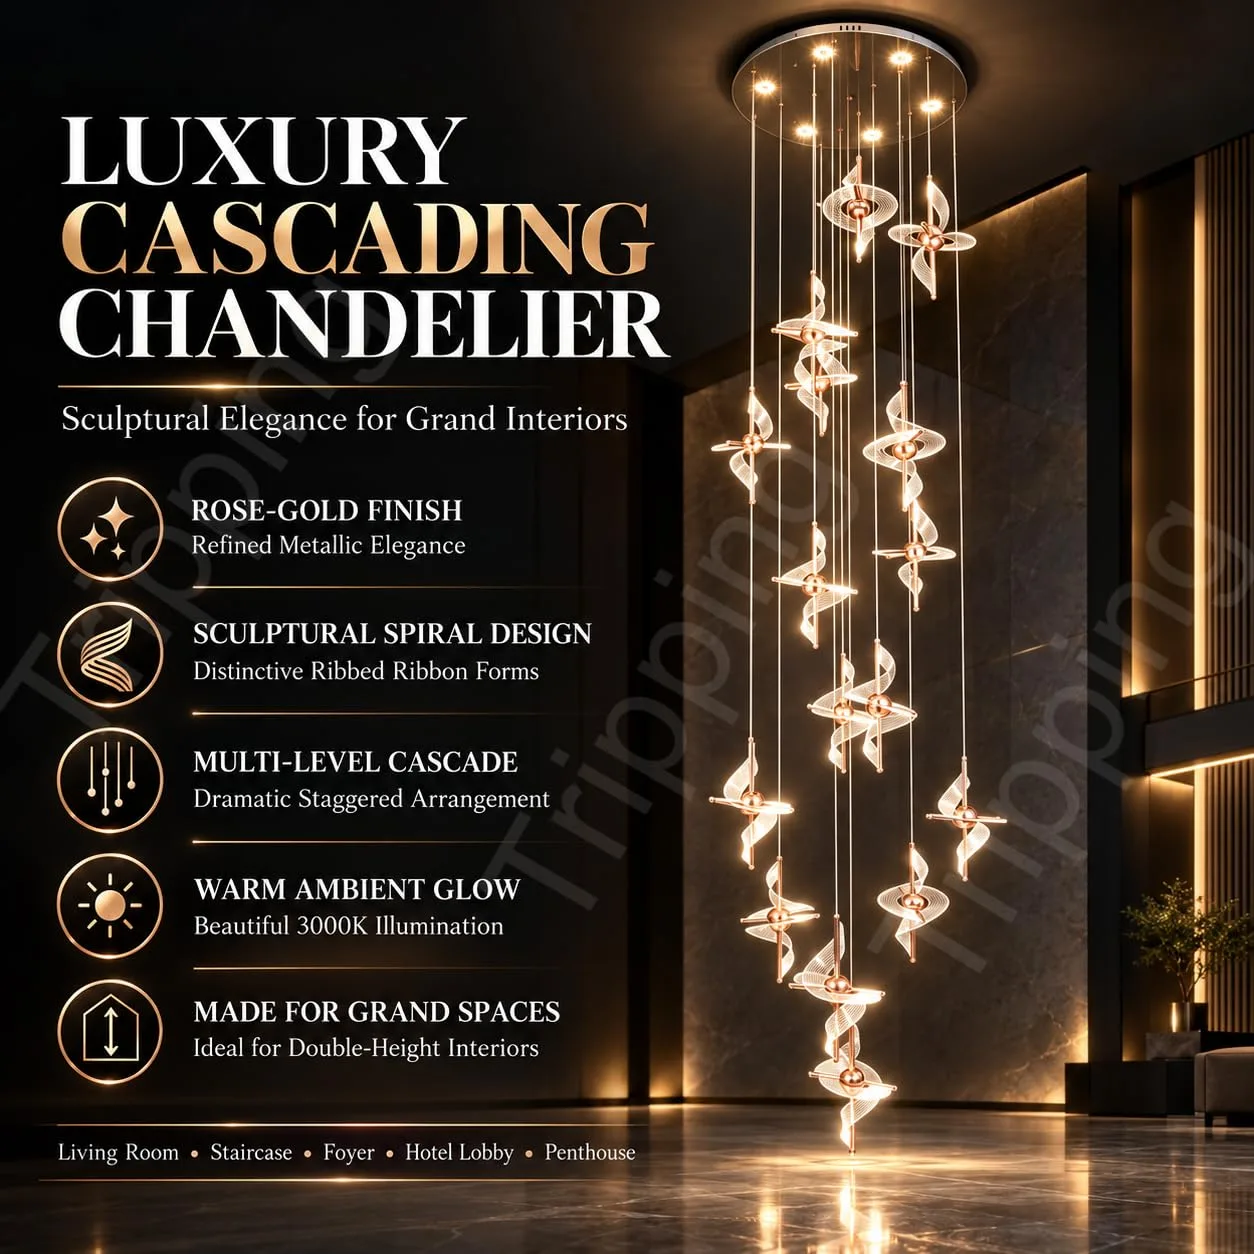 LUXURY
CASCADING
CHANDELIER
Sculptural Elegance for Grand Interiors
ROSE-GOLD FINISH
Refined Metallic Elegance
SCULPTURAL SPIRAL DESIGN
Distinctive Ribbed Ribbon Forms
MULTI-LEVEL CASCADE
Dramatic Staggered Arrangement
WARM AMBIENT GLOW
Beautiful 3000K Illumination
MADE FOR GRAND SPACES
Ideal for Double-Height Interiors
Living Room • Staircase • Foyer • Hotel Lobby • Penthouse
Tripping
Tripping
Tripping